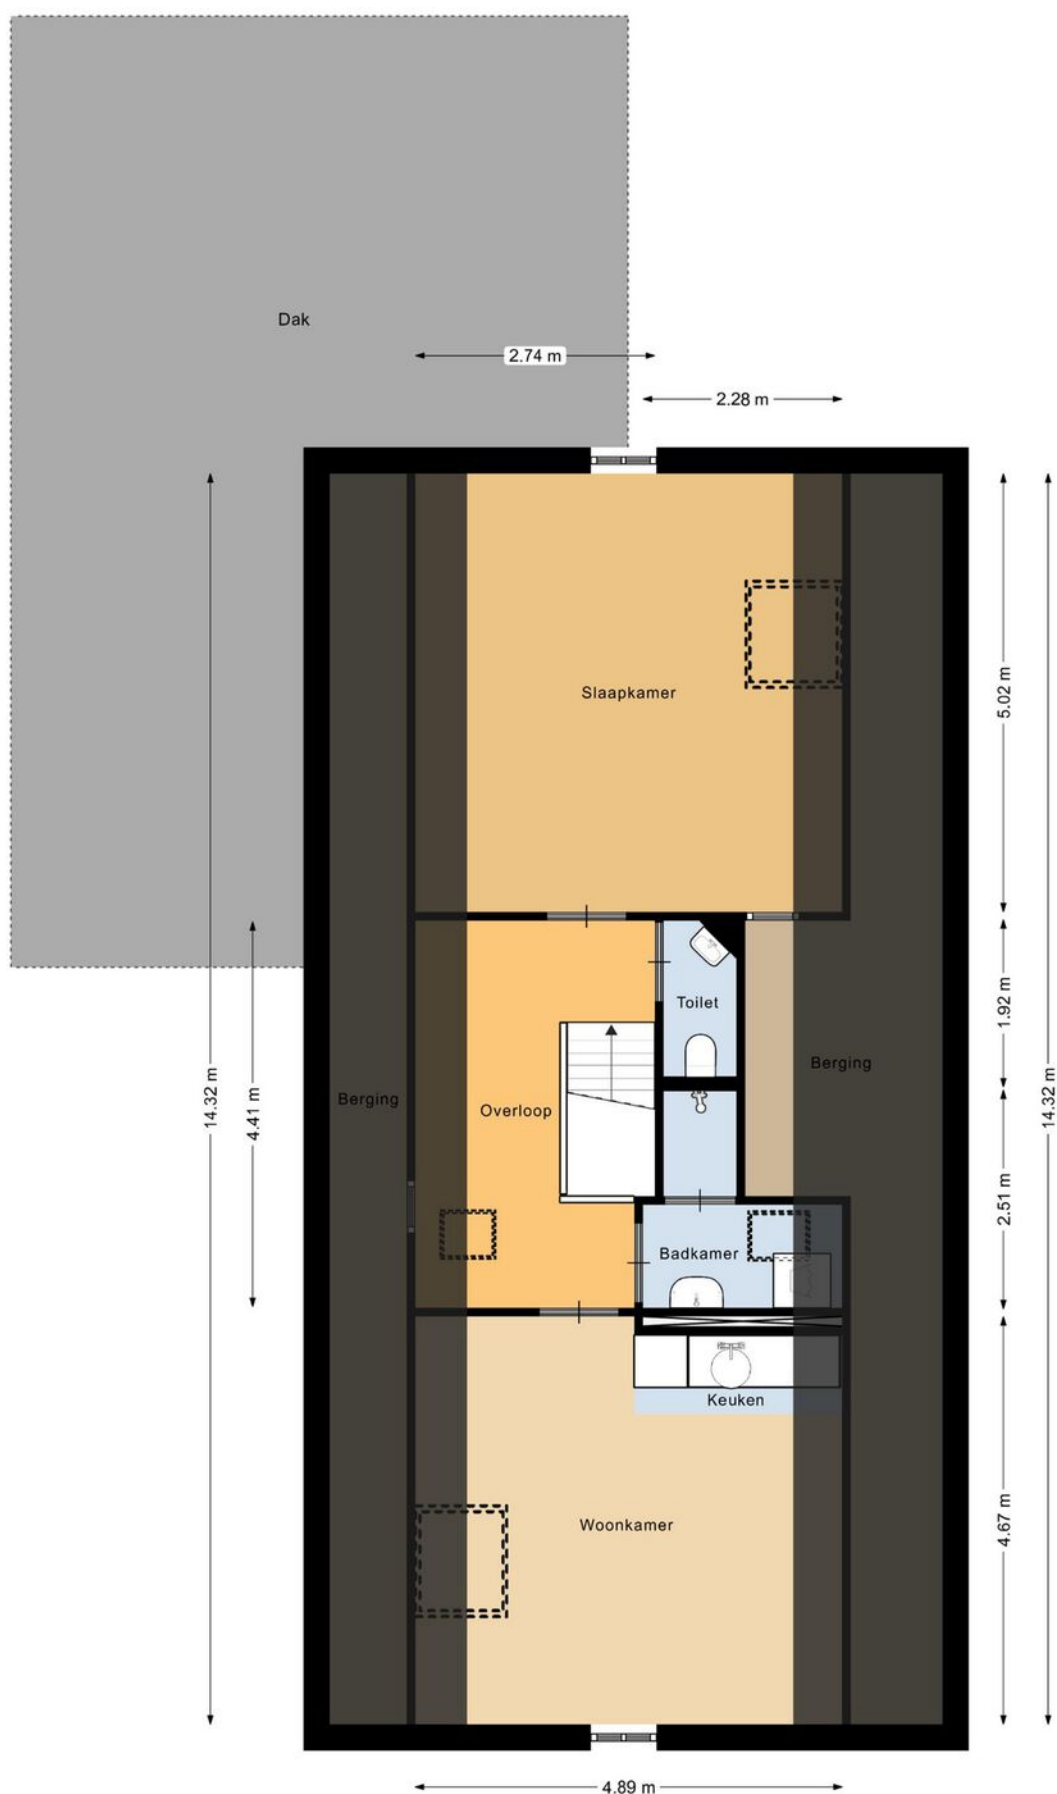 Dak
2.74 m
2.28 m
Slaapkamer
5.02 m
Toilet
1.92 m
Berging
Berging
Overloop
14.32 m
4.41 m
14.32 m
2.51 m
Badkamer
Keuken
Woonkamer
4.67 m
4.89 m